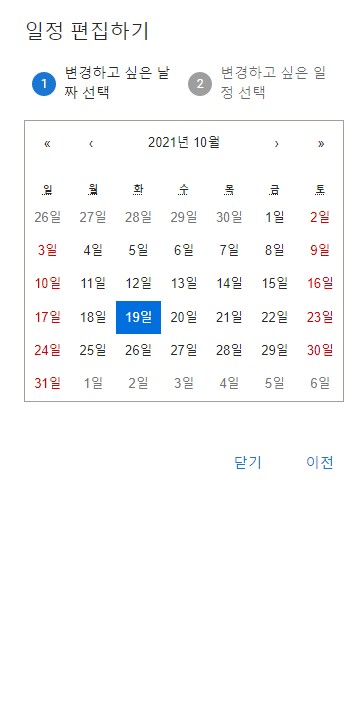 일정 편집하기
1 변경하고 싶은 날 2 변경하고 싶은 일
짜 선택 정 선택
« ‹ 2021년 10월 › »
일 월 화 수 목 금 토
26일 27일 28일 29일 30일 1일 2일
3일 4일 5일 6일 7일 8일 9일
10일 11일 12일 13일 14일 15일 16일
17일 18일 19일 20일 21일 22일 23일
24일 25일 26일 27일 28일 29일 30일
31일 1일 2일 3일 4일 5일 6일
닫기 이전